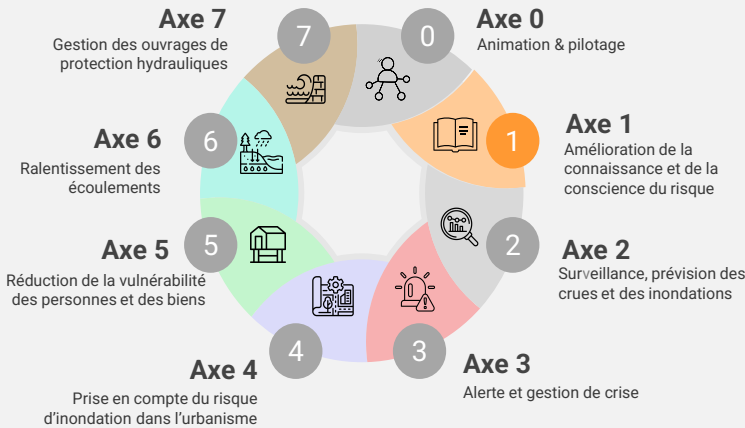 Axe 0
Animation & pilotage
0
Axe 1
Amélioration de la
connaissance et de la
conscience du risque
1
Axe 2
Surveillance, prévision des
crues et des inondations
2
Axe 3
Alerte et gestion de crise
3
Axe 4
Prise en compte du risque
d'inondation dans l'urbanisme
4
Axe 5
Réduction de la vulnérabilité
des personnes et des biens
5
Axe 6
Ralentissement des
écoulements
6
Axe 7
Gestion des ouvrages de
protection hydrauliques
7